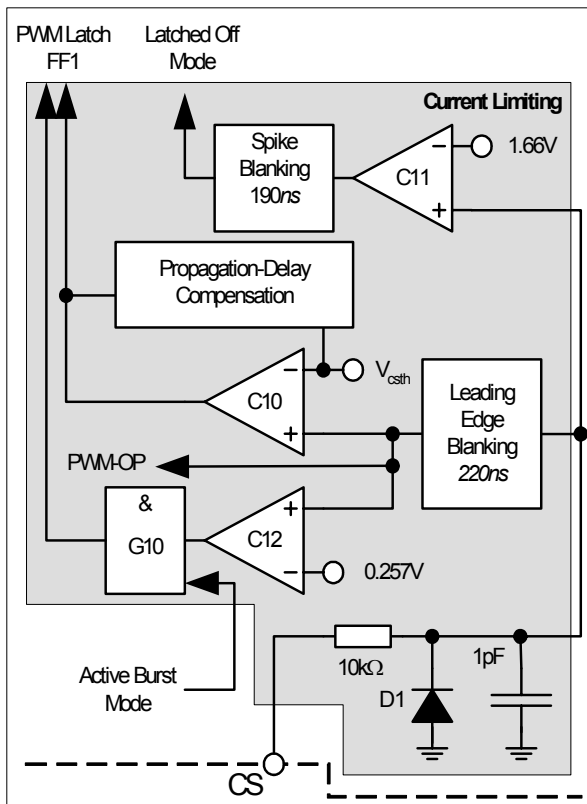 PWM Latch
FF1
Latched Off
Mode
Current Limiting
Spike
Blanking
190ns
C11
1.66V
Propagation-Delay
Compensation
C10
Vcsth
Leading
Edge
Blanking
220ns
PWM-OP
&
G10
C12
0.257V
Active Burst
Mode
10kΩ
D1
1pF
CS